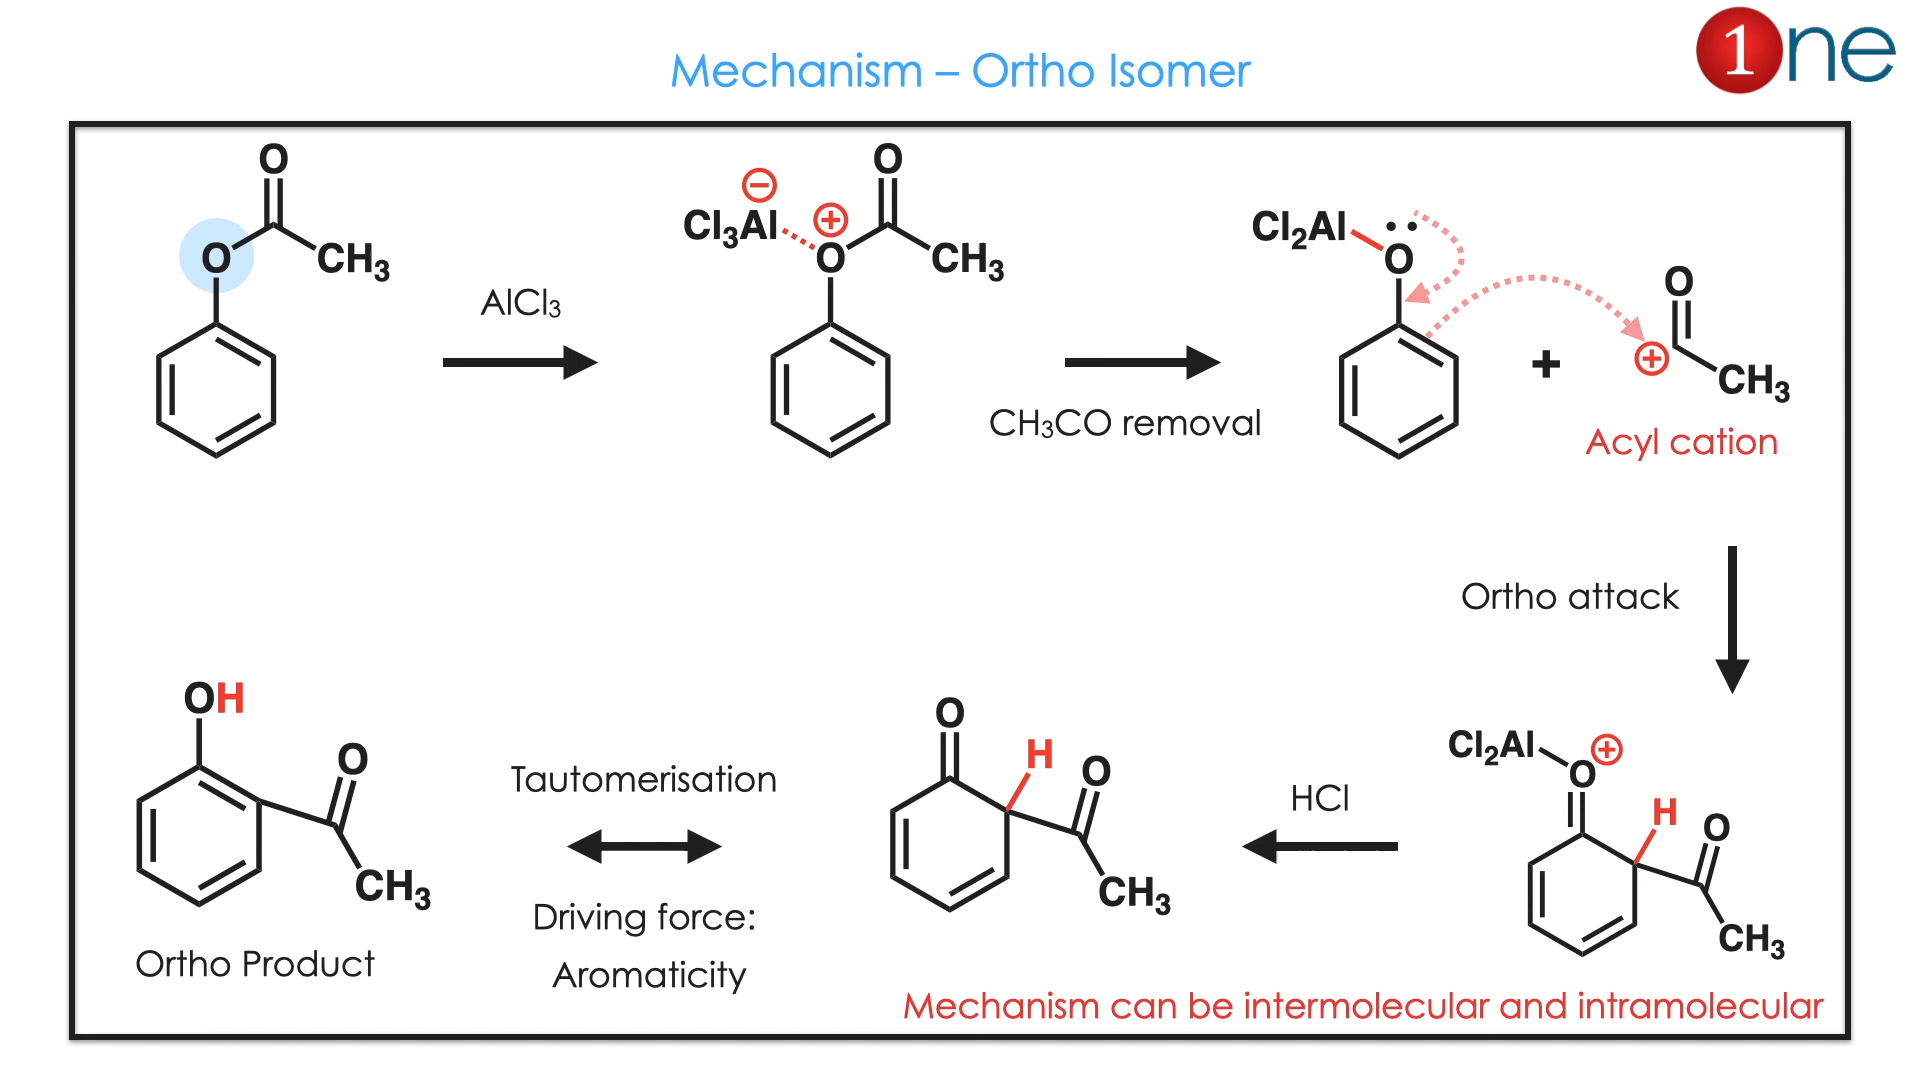 1ne
Mechanism – Ortho Isomer
O
O
CH₃
AlCl₃
⊖
Cl₃Al
⊕
O
O
CH₃
CH₃CO removal
Cl₂Al
O
+
⊕
O
CH₃
Acyl cation
Ortho attack
Cl₂Al
O
⊕
H
O
CH₃
HCl
O
H
O
CH₃
Tautomerisation
Driving force:
Aromaticity
OH
O
CH₃
Ortho Product
Mechanism can be intermolecular and intramolecular